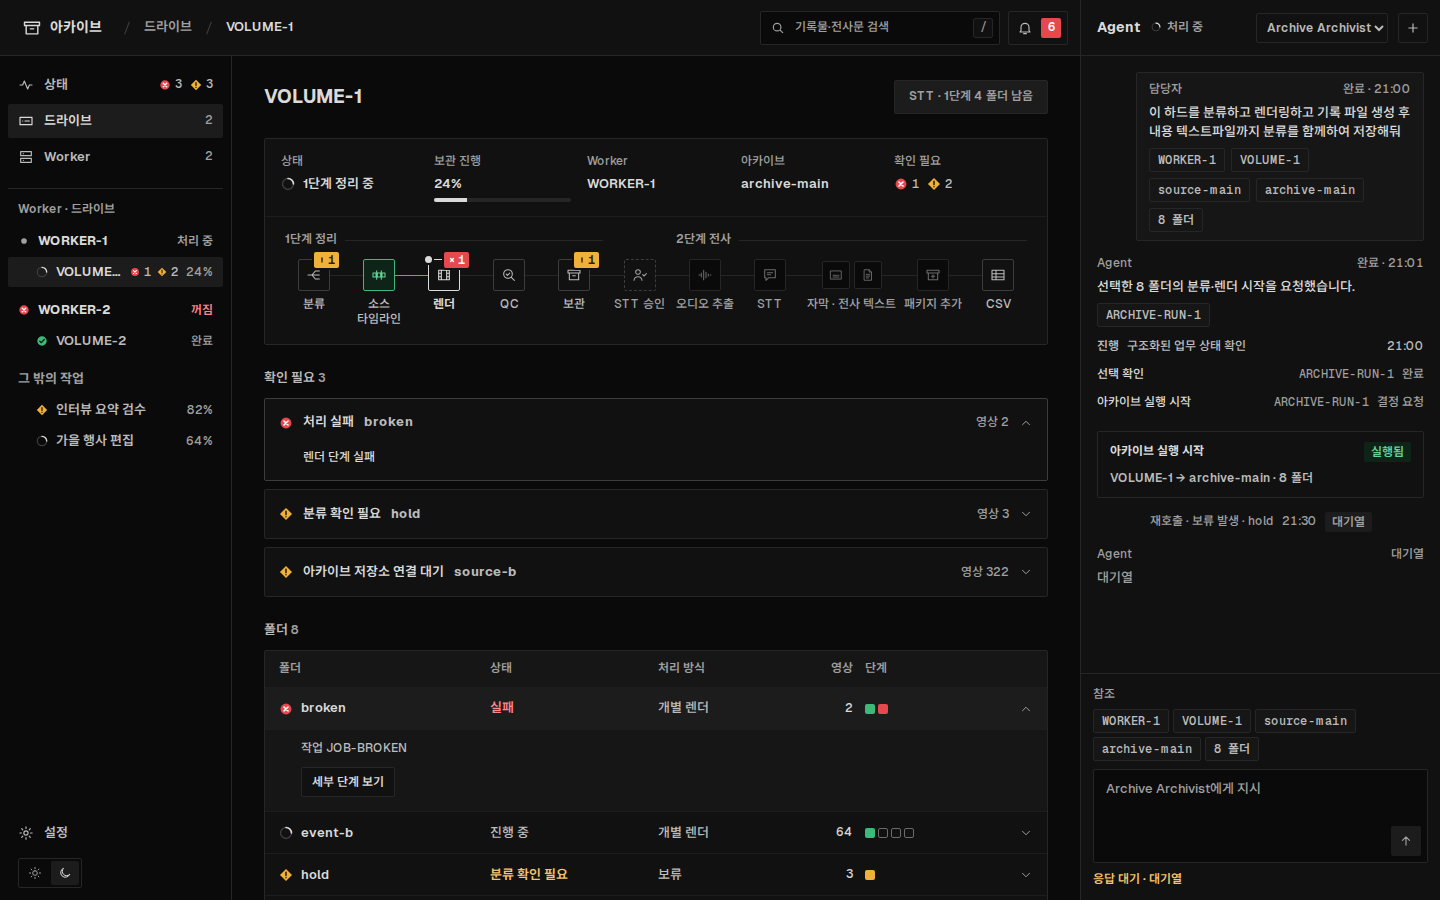 아카이브 / 드라이브 / VOLUME-1
기록물·전사문 검색 /
6
Agent 처리 중 Archive Archivist +
상태 3 3
드라이브 2
Worker 2
Worker · 드라이브
WORKER-1 처리 중
VOLUME... 1 2 24%
WORKER-2 꺼짐
VOLUME-2 완료
그 밖의 작업
인터뷰 요약 검수 82%
가을 행사 편집 64%
설정
VOLUME-1
STT · 1단계 4 폴더 남음
상태 보관 진행 Worker 아카이브 확인 필요
1단계 정리 중 24% WORKER-1 archive-main 1 2
1단계 정리 2단계 전사
1 1 1
분류 소스 타임라인 렌더 QC 보관 STT 승인 오디오 추출 STT 자막 · 전사 텍스트 패키지 추가 CSV
확인 필요 3
처리 실패 broken 영상 2
렌더 단계 실패
분류 확인 필요 hold 영상 3
아카이브 저장소 연결 대기 source-b 영상 322
폴더 8
폴더 상태 처리 방식 영상 단계
broken 실패 개별 렌더 2
작업 JOB-BROKEN
세부 단계 보기
event-b 진행 중 개별 렌더 64
hold 분류 확인 필요 보류 3
담당자 완료 · 21:00
이 하드를 분류하고 렌더링하고 기록 파일 생성 후
내용 텍스트파일까지 분류를 함께하여 저장해둬
WORKER-1 VOLUME-1
source-main archive-main
8 폴더
Agent 완료 · 21:01
선택한 8 폴더의 분류·렌더 시작을 요청했습니다.
ARCHIVE-RUN-1
진행 구조화된 업무 상태 확인 21:00
선택 확인 ARCHIVE-RUN-1 완료
아카이브 실행 시작 ARCHIVE-RUN-1 결정 요청
아카이브 실행 시작 실행됨
VOLUME-1 → archive-main · 8 폴더
재호출 · 보류 발생 · hold 21:30 대기열
Agent 대기열
대기열
참조
WORKER-1 VOLUME-1 source-main
archive-main 8 폴더
Archive Archivist에게 지시
응답 대기 · 대기열